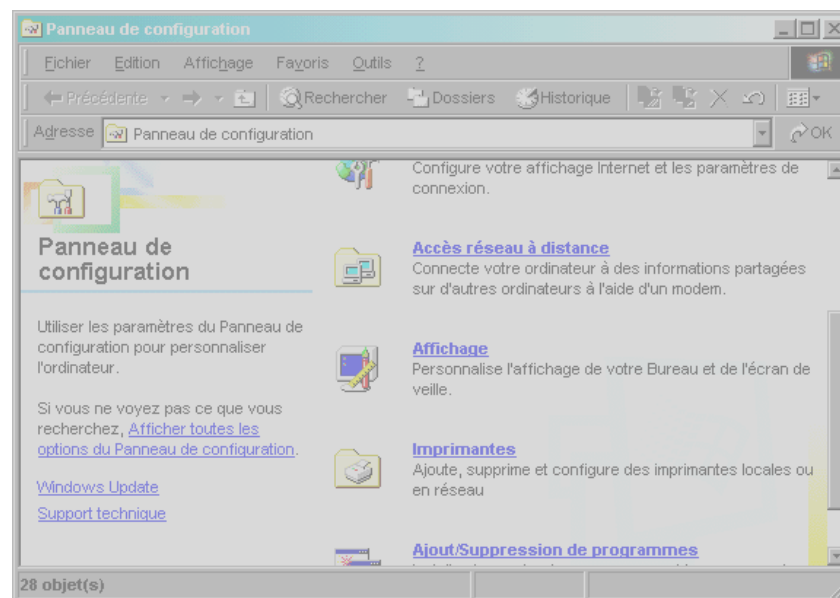 Panneau de configuration
Fichier Edition Affichage Favoris Outils ?
Précédente Rechercher Dossiers Historique
Adresse Panneau de configuration OK
Panneau de
configuration
Utiliser les paramètres du Panneau de
configuration pour personnaliser
l'ordinateur.
Si vous ne voyez pas ce que vous
recherchez, Afficher toutes les
options du Panneau de configuration.
Windows Update
Support technique
Configure votre affichage Internet et les paramètres de
connexion.
Accès réseau à distance
Connecte votre ordinateur à des informations partagées
sur d'autres ordinateurs à l'aide d'un modem.
Affichage
Personnalise l'affichage de votre Bureau et de l'écran de
veille.
Imprimantes
Ajoute, supprime et configure des imprimantes locales ou
en réseau
Ajout/Suppression de programmes
28 objet(s)